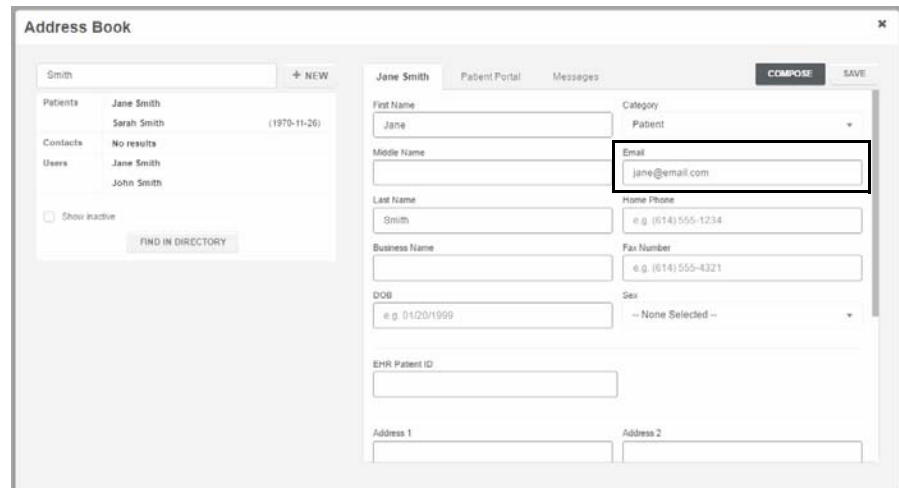 Address Book
×
Smith
+ NEW
Patients Jane Smith
Sarah Smith (1970-11-26)
Contacts No results
Users Jane Smith
John Smith
Show inactive
FIND IN DIRECTORY
Jane Smith Patient Portal Messages COMPOSE SAVE
First Name Category
Jane Patient
Middle Name Email
jane@email.com
Last Name Home Phone
Smith e.g. (614) 555-1234
Business Name Fax Number
e.g. (614) 555-4321
DOB Sex
e.g. 01/20/1999 -- None Selected --
EHR Patient ID
Address 1 Address 2